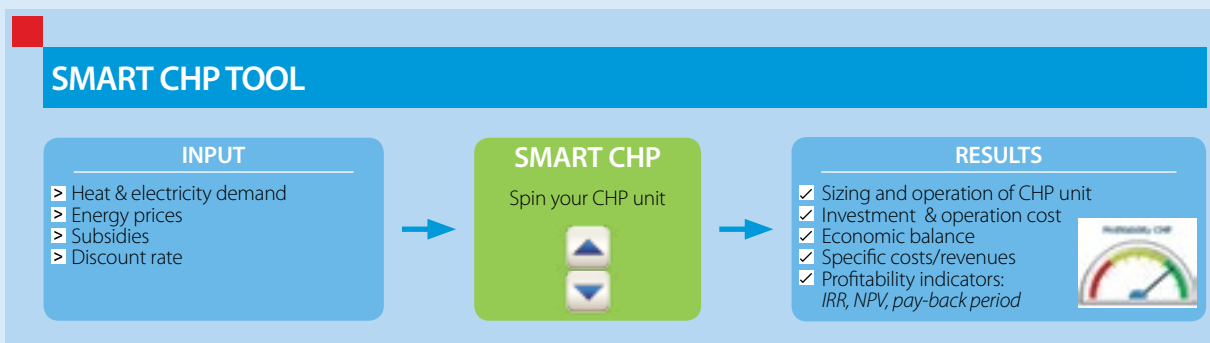 SMART CHP TOOL
INPUT
> Heat & electricity demand
> Energy prices
> Subsidies
> Discount rate
SMART CHP
Spin your CHP unit
RESULTS
✓ Sizing and operation of CHP unit
✓ Investment & operation cost
✓ Economic balance
✓ Specific costs/revenues
✓ Profitability indicators:
IRR, NPV, pay-back period
Profitability CHP